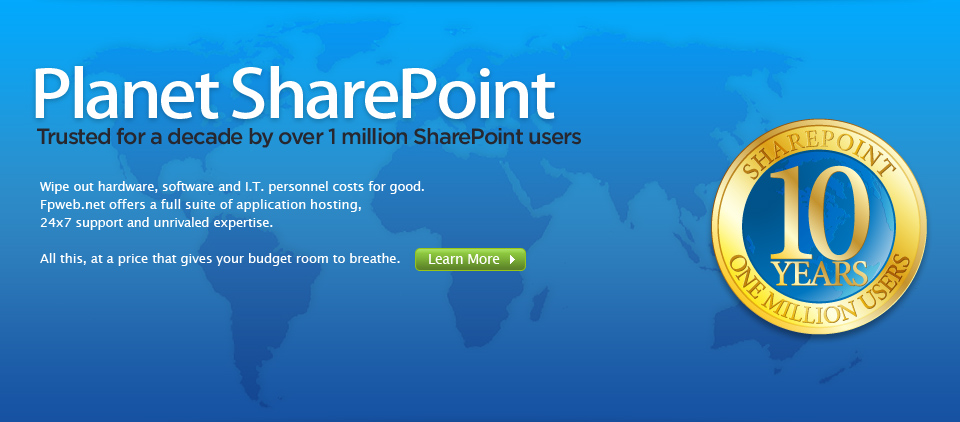 Planet SharePoint
Trusted for a decade by over 1 million SharePoint users
Wipe out hardware, software and I.T. personnel costs for good.
Fpweb.net offers a full suite of application hosting,
24x7 support and unrivaled expertise.
All this, at a price that gives your budget room to breathe.
Learn More
SHAREPOINT
10
YEARS
ONE MILLION USERS